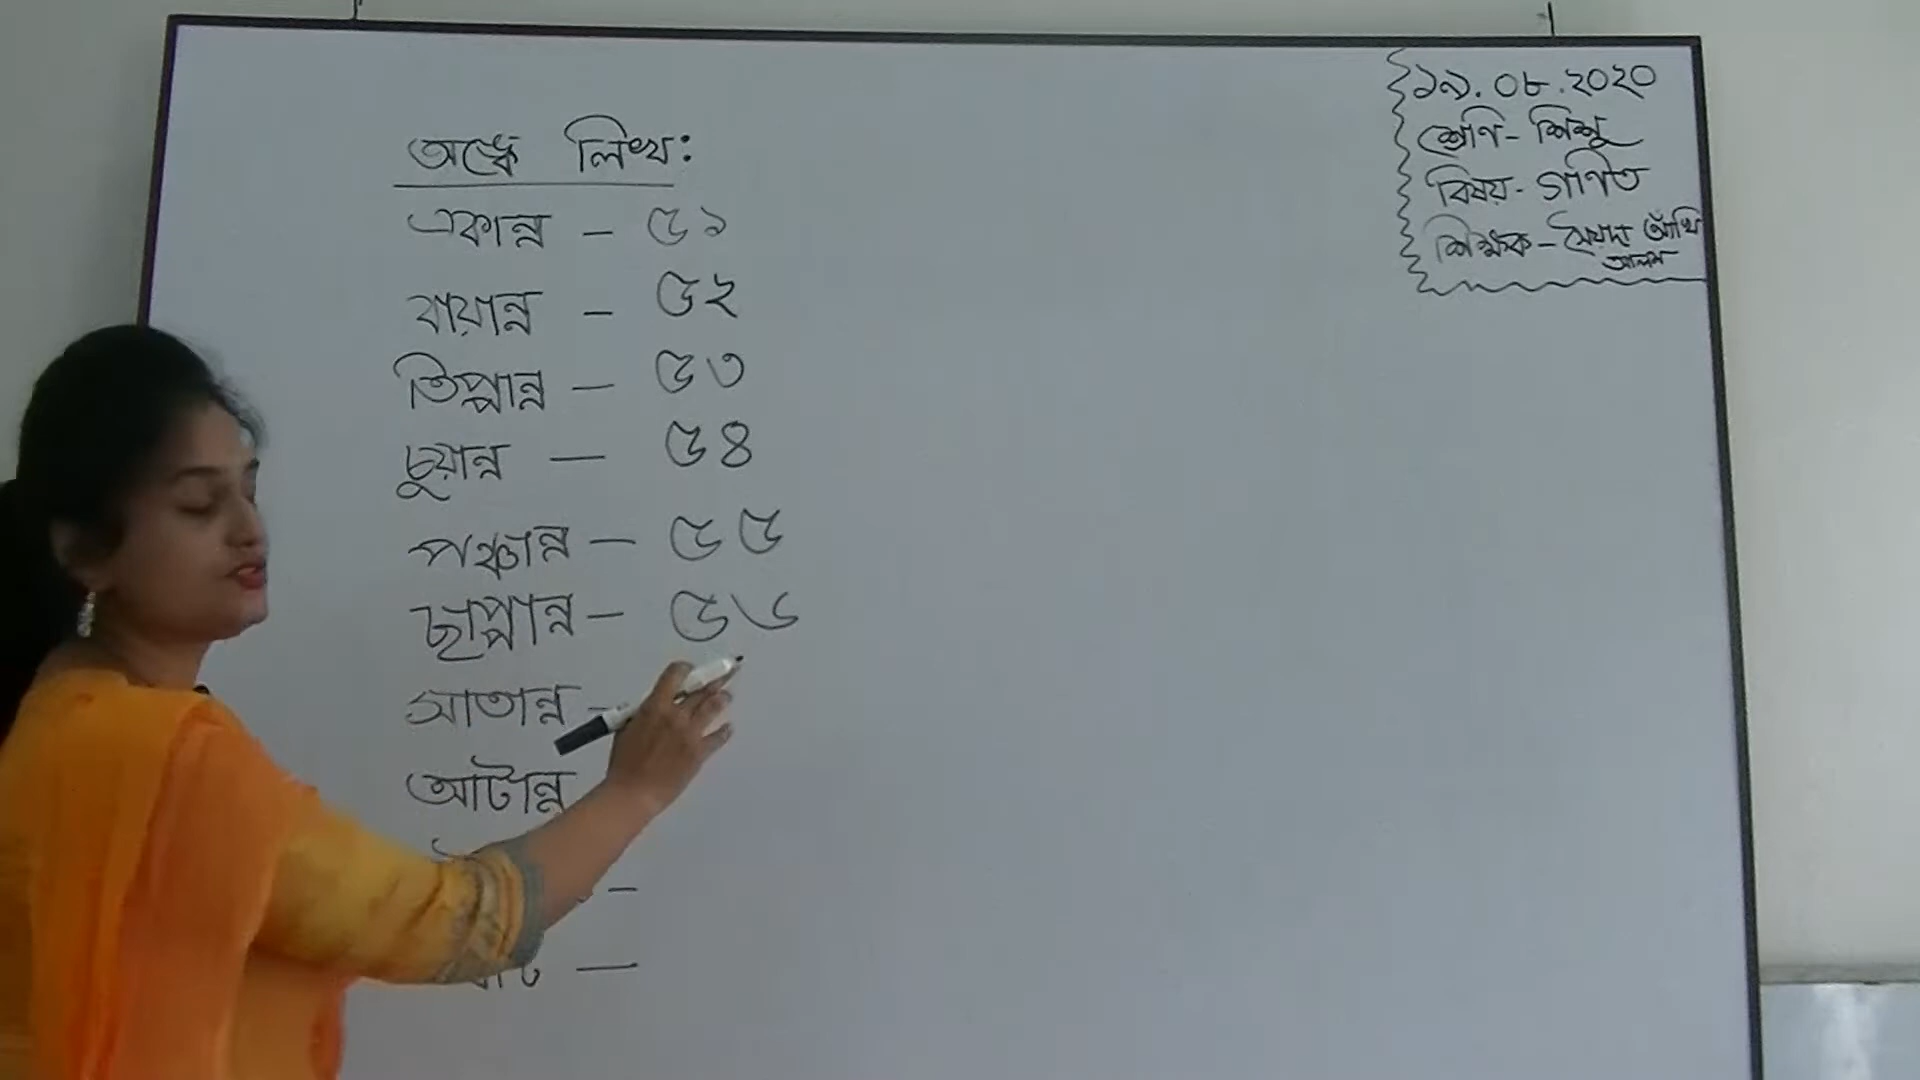 অঙ্কে লিখ:
একান্ন - ৫১
বায়ান্ন - ৫২
তিপ্পান্ন - ৫৩
চুয়ান্ন - ৫৪
পঞ্চান্ন - ৫৫
ছাপ্পান্ন - ৫৬
সাতান্ন -
আটান্ন
-
-
১৯.০৮.২০২০
শ্রেণি - শিশু
বিষয় - গণিত
শিক্ষক - সৈয়দা আঁখি
আলম